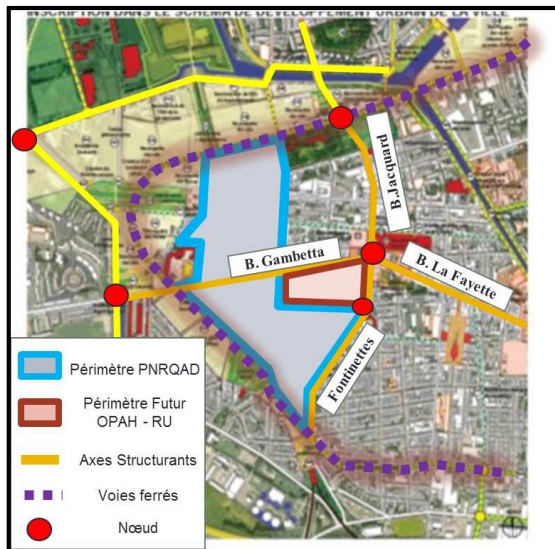 INSCRIPTION DANS LE SCHEMA DE DEVELOPPEMENT URBAIN DE LA VILLE
B.Jacquard
B. Gambetta
B. La Fayette
Fontinettes
Périmètre PNRQAD
Périmètre Futur
OPAH - RU
Axes Structurants
Voies ferrés
Nœud